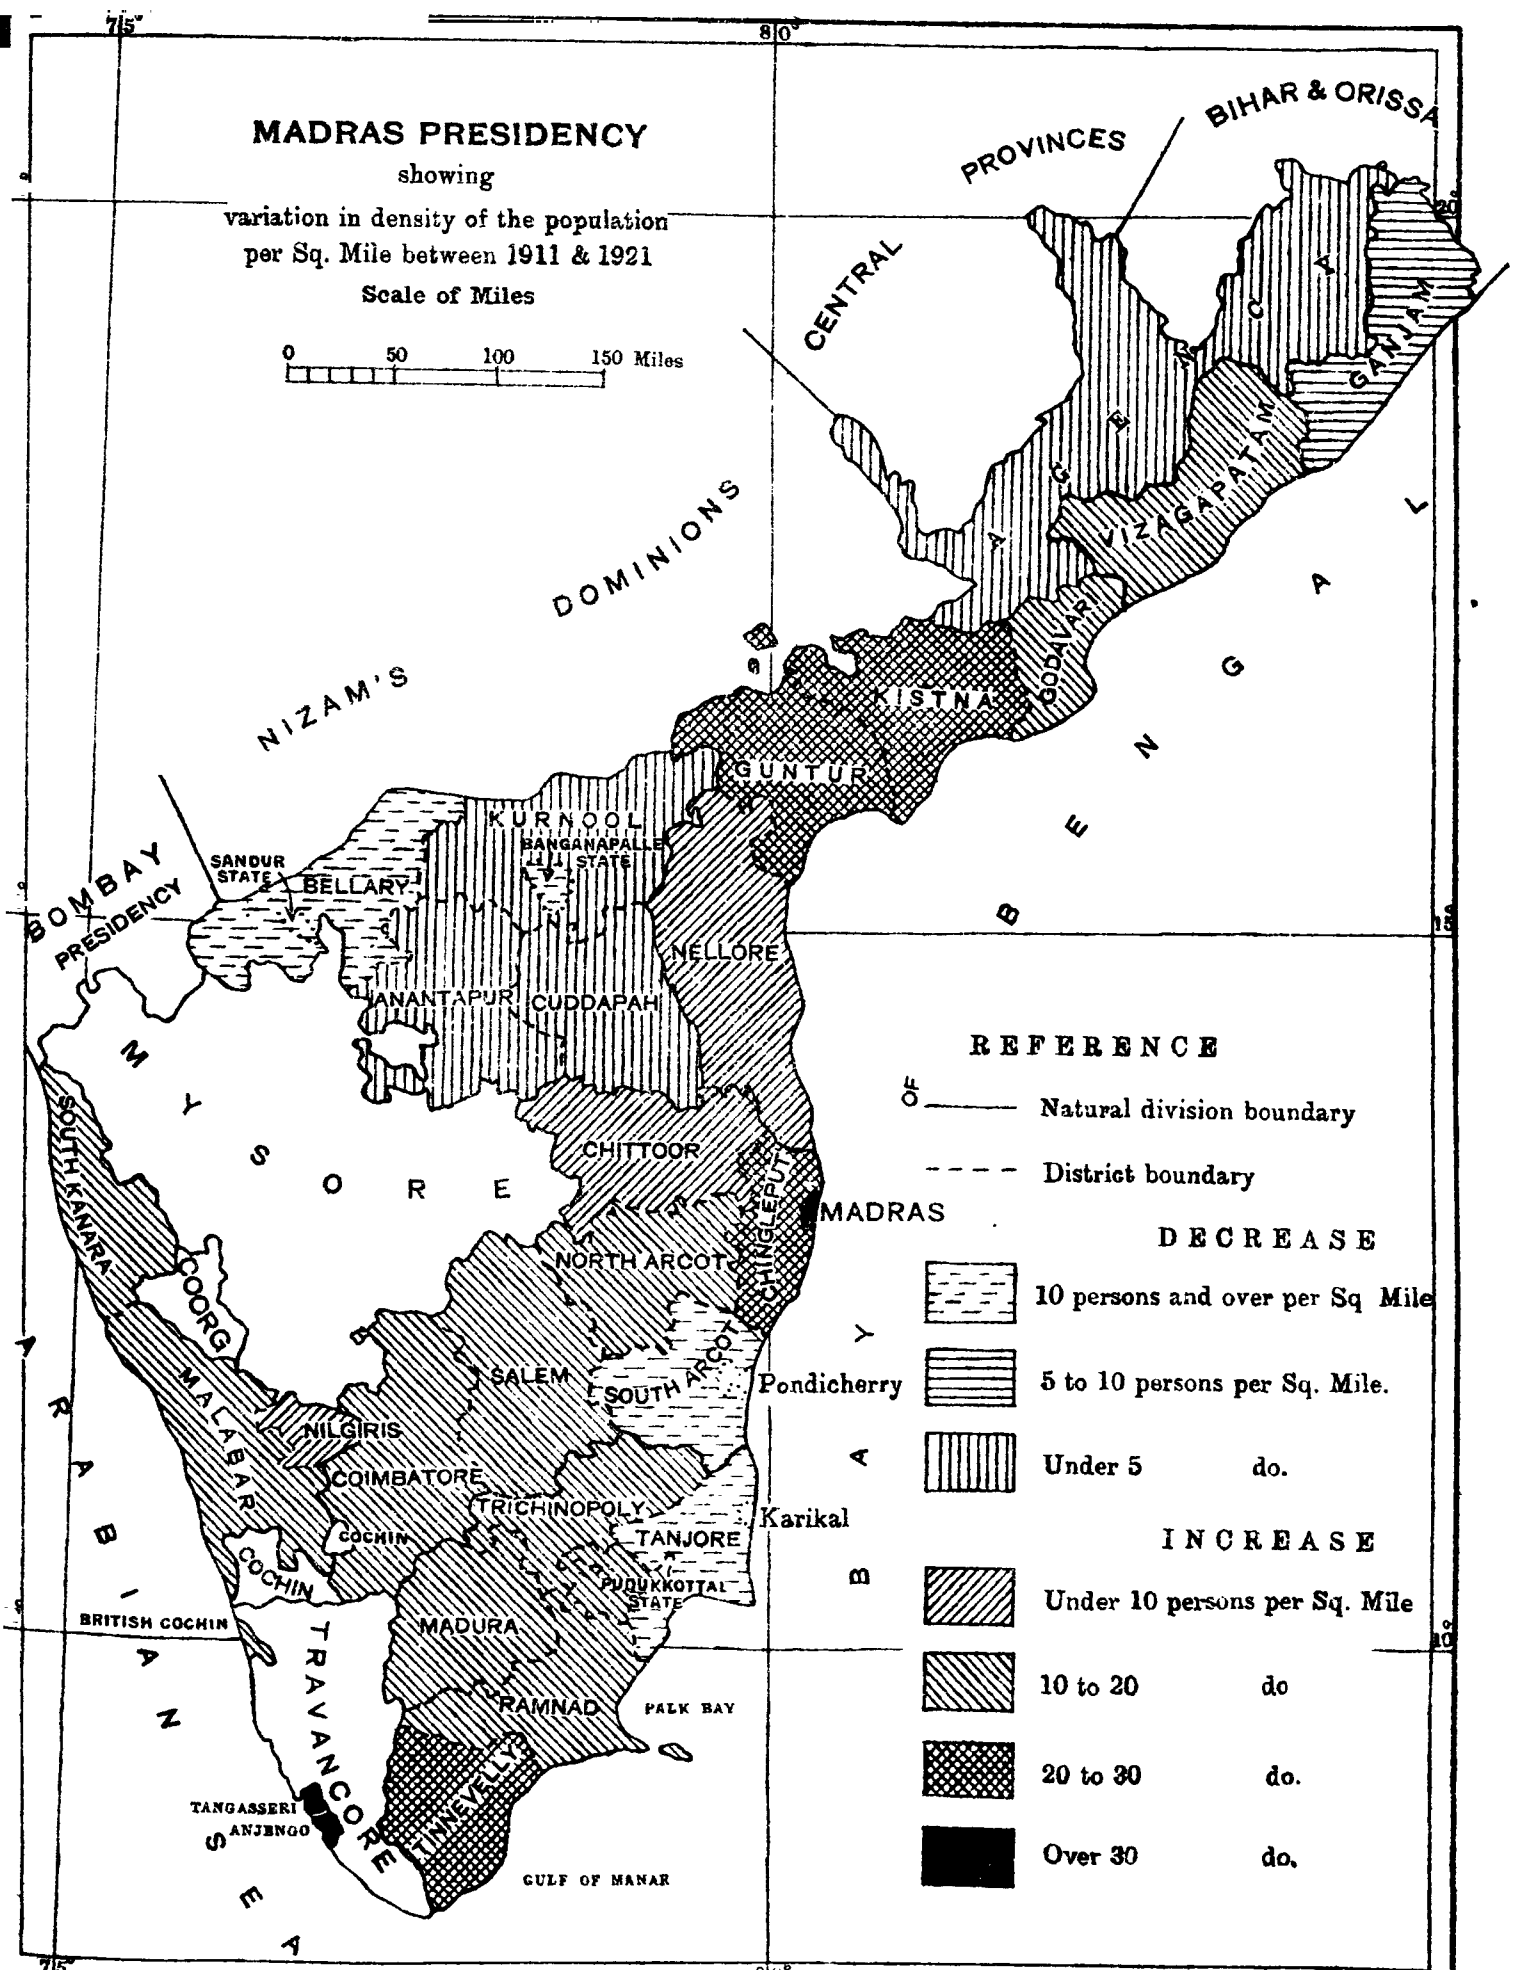 75°
80°
MADRAS PRESIDENCY
showing
variation in density of the population
per Sq. Mile between 1911 & 1921
Scale of Miles
0 50 100 150 Miles
BIHAR & ORISSA
PROVINCES
CENTRAL
20°
AGENCA
GANJAM
VIZAGAPATAM
GODAVARI
KISTNA
GUNTUR
NIZAM'S DOMINIONS
KURNOOL
BANGANAPALLE
STATE
SANDUR
STATE
BELLARY
BOMBAY
PRESIDENCY
15°
NELLORE
ANANTAPUR
CUDDAPAH
MYSORE
CHITTOOR
CHINGLEPUT
MADRAS
SOUTH KANARA
COORG
NORTH ARCOT
SALEM
SOUTH ARCOT
Pondicherry
MALABAR
NILGIRIS
COIMBATORE
TRICHINOPOLY
Karikal
COCHIN
TANJORE
COCHIN
PUDUKKOTTAI
STATE
BRITISH COCHIN
MADURA
10°
TRAVANCORE
RAMNAD
PALK BAY
TINNEVELLY
TANGASSERI
ANJENGO
GULF OF MANAR
ARABIAN SEA
BAY OF BENGAL
REFERENCE
Natural division boundary
District boundary
DECREASE
10 persons and over per Sq Mile
5 to 10 persons per Sq. Mile.
Under 5 do.
INCREASE
Under 10 persons per Sq. Mile
10 to 20 do
20 to 30 do.
Over 30 do.
75°